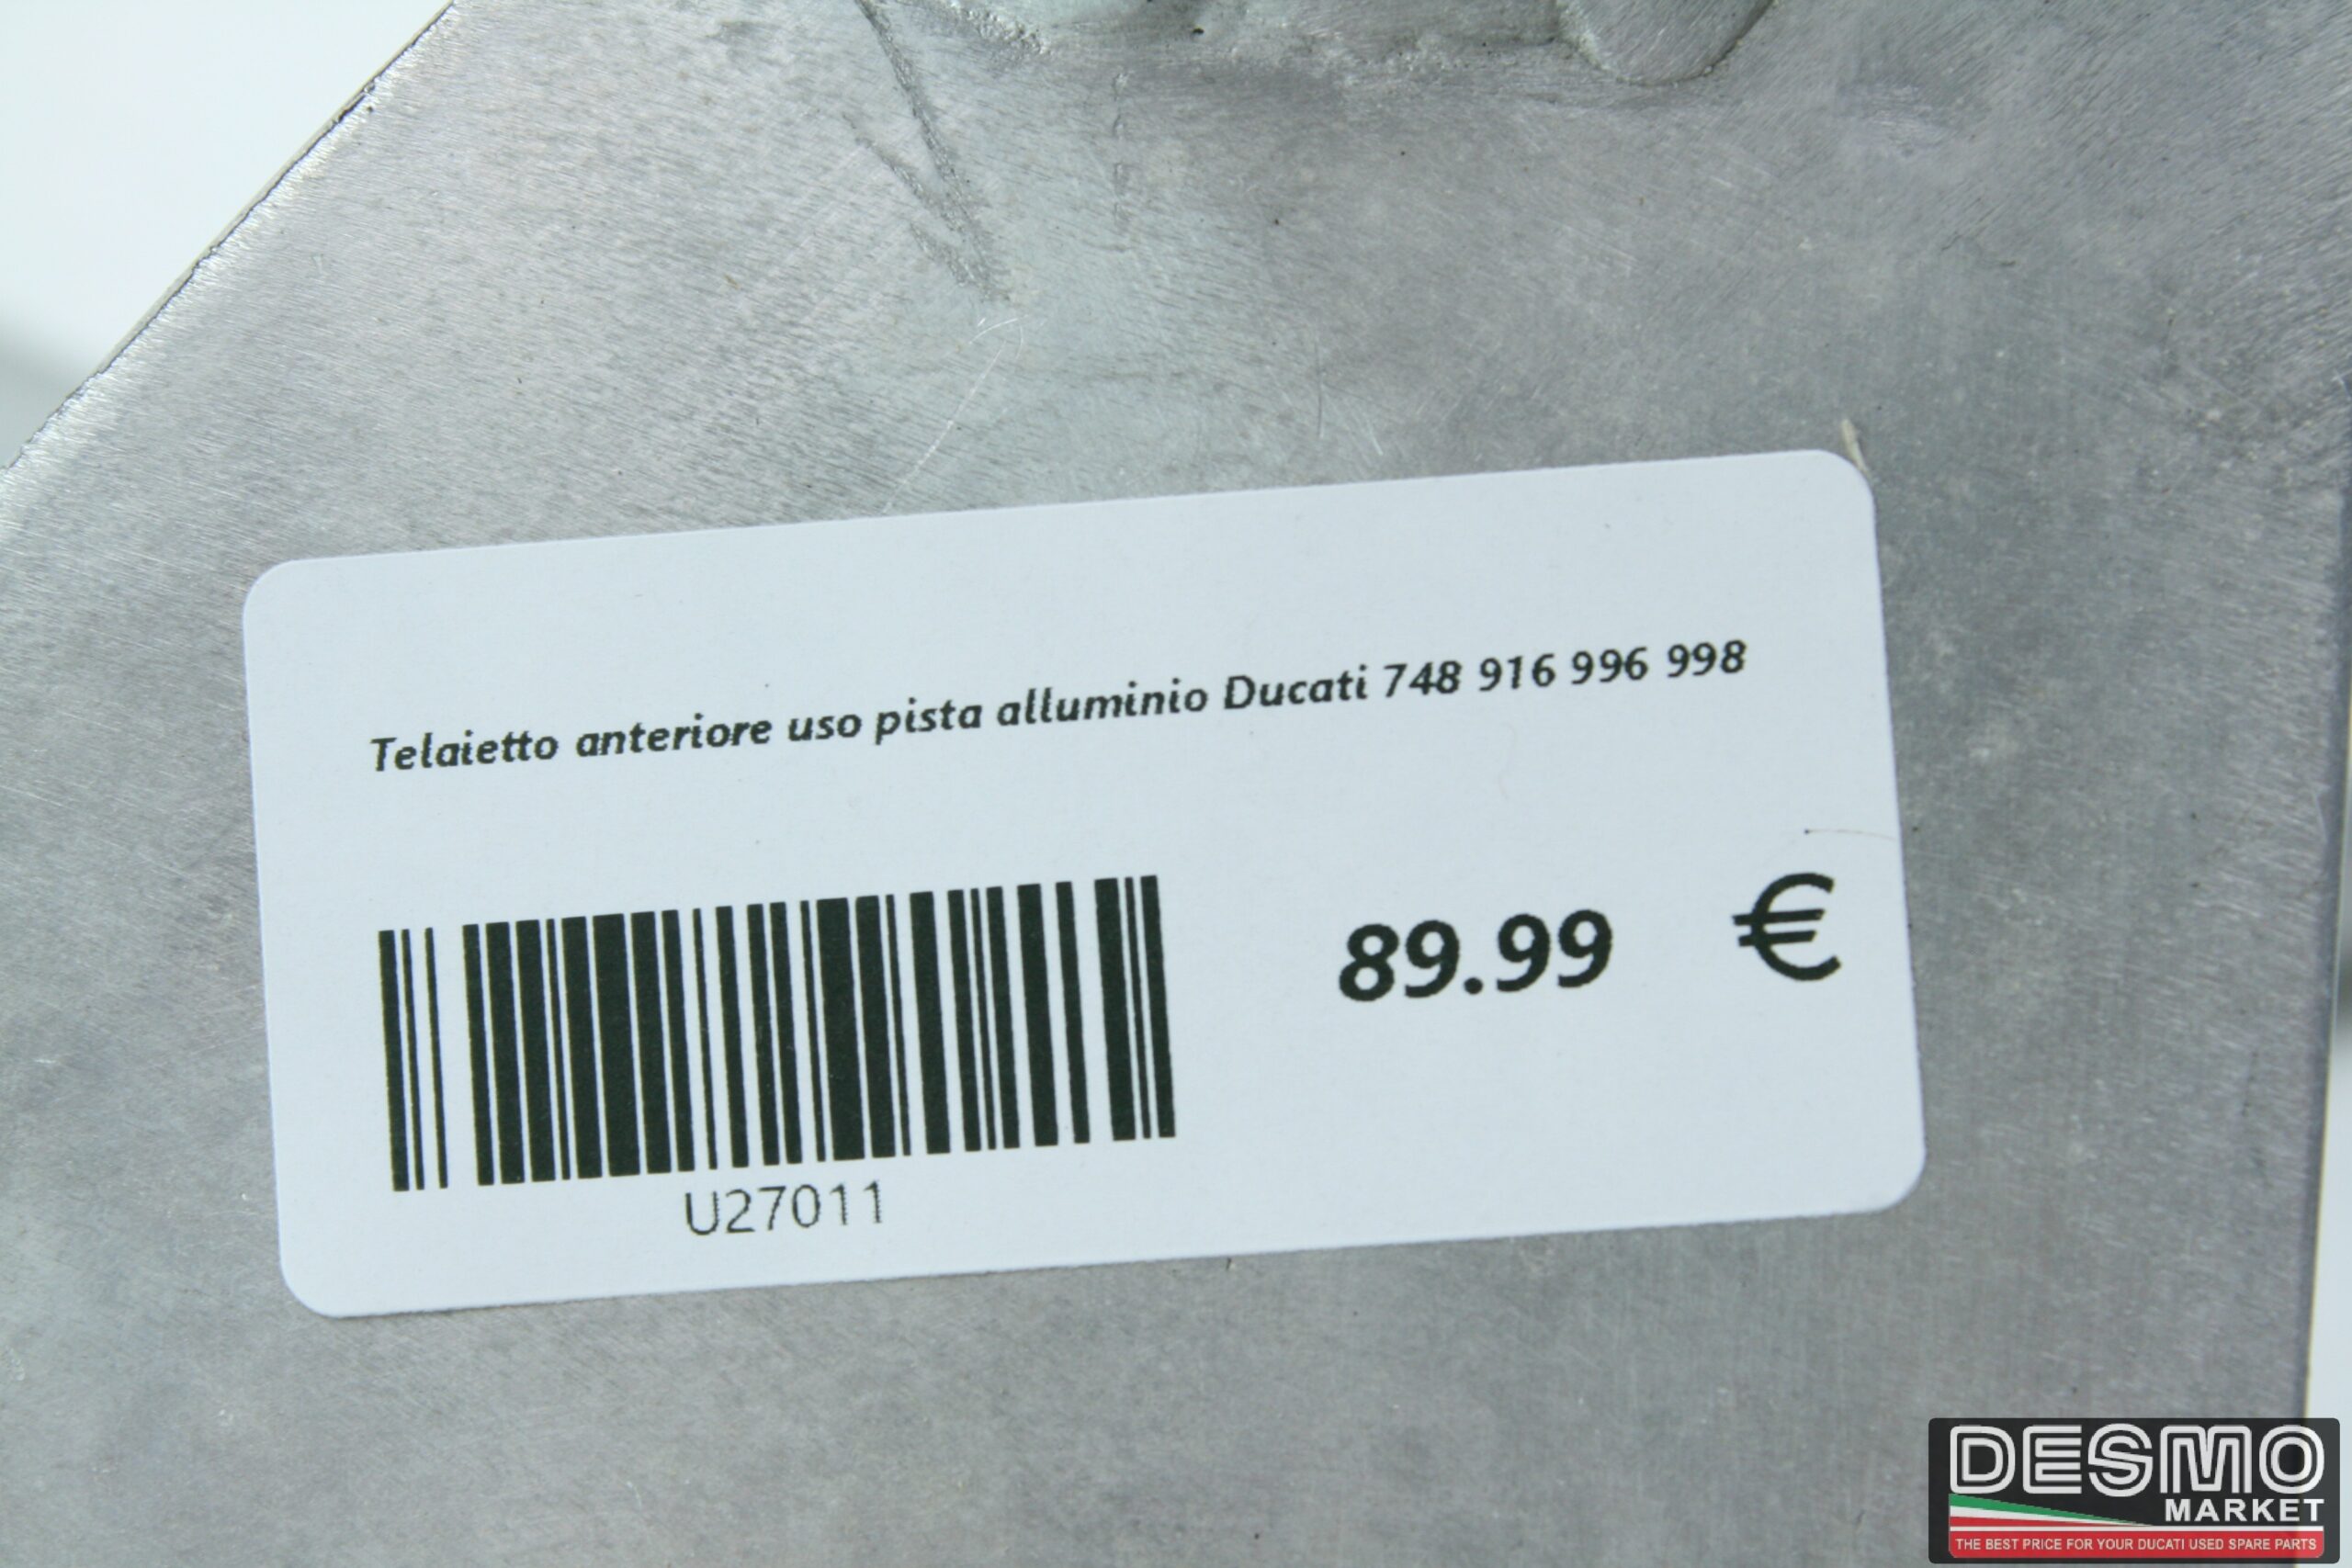 Telaietto anteriore uso pista alluminio Ducati 748 916 996 998
89.99 €
U27011
DESMO
MARKET
THE BEST PRICE FOR YOUR DUCATI USED SPARE PARTS